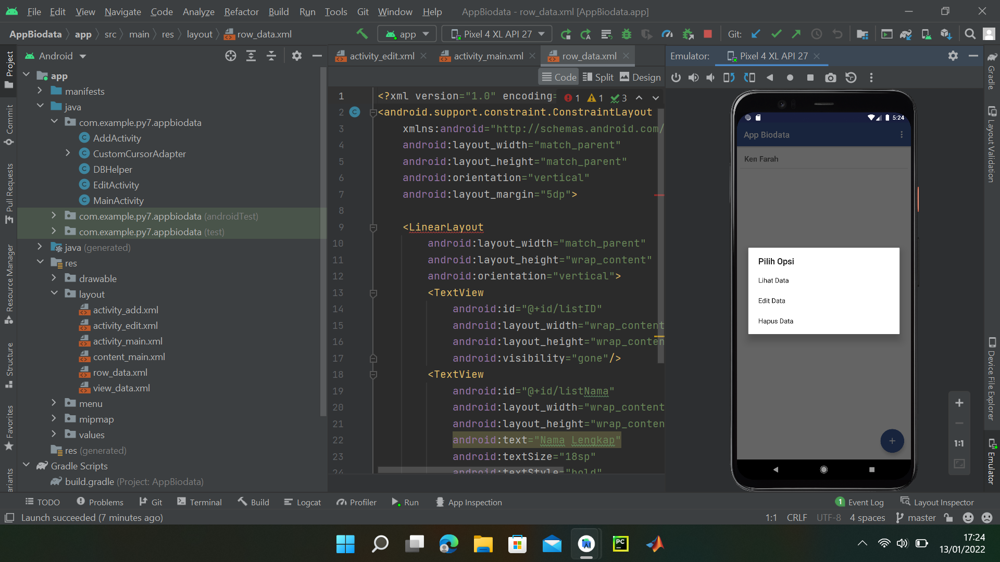 File Edit View Navigate Code Analyze Refactor Build Run Tools Git Window Help AppBiodata - row_data.xml [AppBiodata.app]
AppBiodata app src main res layout row_data.xml app Pixel 4 XL API 27 Git:
Project
Commit
Pull Requests
Resource Manager
Structure
Favorites
Android
app
manifests
java
com.example.py7.appbiodata
AddActivity
CustomCursorAdapter
DBHelper
EditActivity
MainActivity
com.example.py7.appbiodata (androidTest)
com.example.py7.appbiodata (test)
java (generated)
res
drawable
layout
activity_add.xml
activity_edit.xml
activity_main.xml
content_main.xml
row_data.xml
view_data.xml
menu
mipmap
values
res (generated)
Gradle Scripts
build.gradle (Project: AppBiodata)
activity_edit.xml activity_main.xml row_data.xml
Code Split Design
1 1 3
1 <?xml version="1.0" encoding=
2 <android.support.constraint.ConstraintLayout
3 xmlns:android="http://schemas.android.com/
4 android:layout_width="match_parent"
5 android:layout_height="match_parent"
6 android:orientation="vertical"
7 android:layout_margin="5dp">
8
9 <LinearLayout
10 android:layout_width="match_parent"
11 android:layout_height="wrap_content"
12 android:orientation="vertical">
13 <TextView
14 android:id="@+id/listID"
15 android:layout_width="wrap_content
16 android:layout_height="wrap_conten
17 android:visibility="gone"/>
18 <TextView
19 android:id="@+id/listNama"
20 android:layout_width="wrap_content
21 android:layout_height="wrap_conten
22 android:text="Nama Lengkap"
23 android:textSize="18sp"
24 android:textStyle="bold"
Emulator: Pixel 4 XL API 27
5:24
App Biodata
Ken Farah
Pilih Opsi
Lihat Data
Edit Data
Hapus Data
1:1
Gradle
Layout Validation
Device File Explorer
Emulator
TODO Problems Git Terminal Build Logcat Profiler Run App Inspection 1 Event Log Layout Inspector
Launch succeeded (7 minutes ago) 1:1 CRLF UTF-8 4 spaces master
PC
17:24
13/01/2022